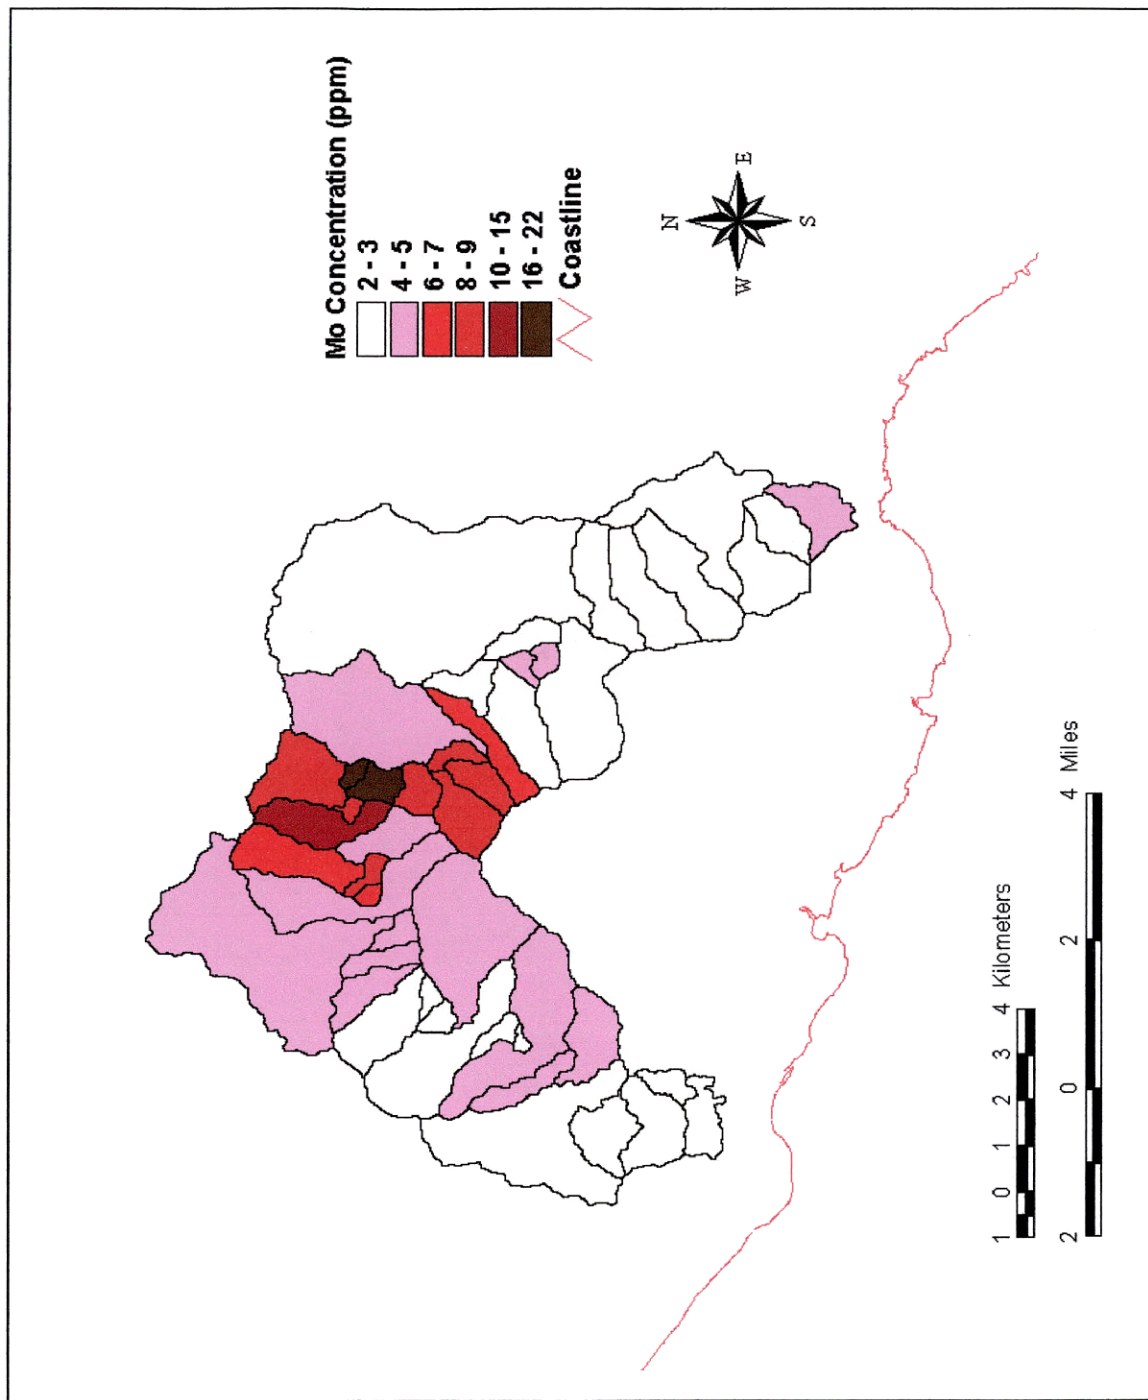 Mo Concentration (ppm)
2 - 3
4 - 5
6 - 7
8 - 9
10 - 15
16 - 22
Coastline
N
W
E
S
1 0 1 2 3 4 Kilometers
2 0 2 4 Miles